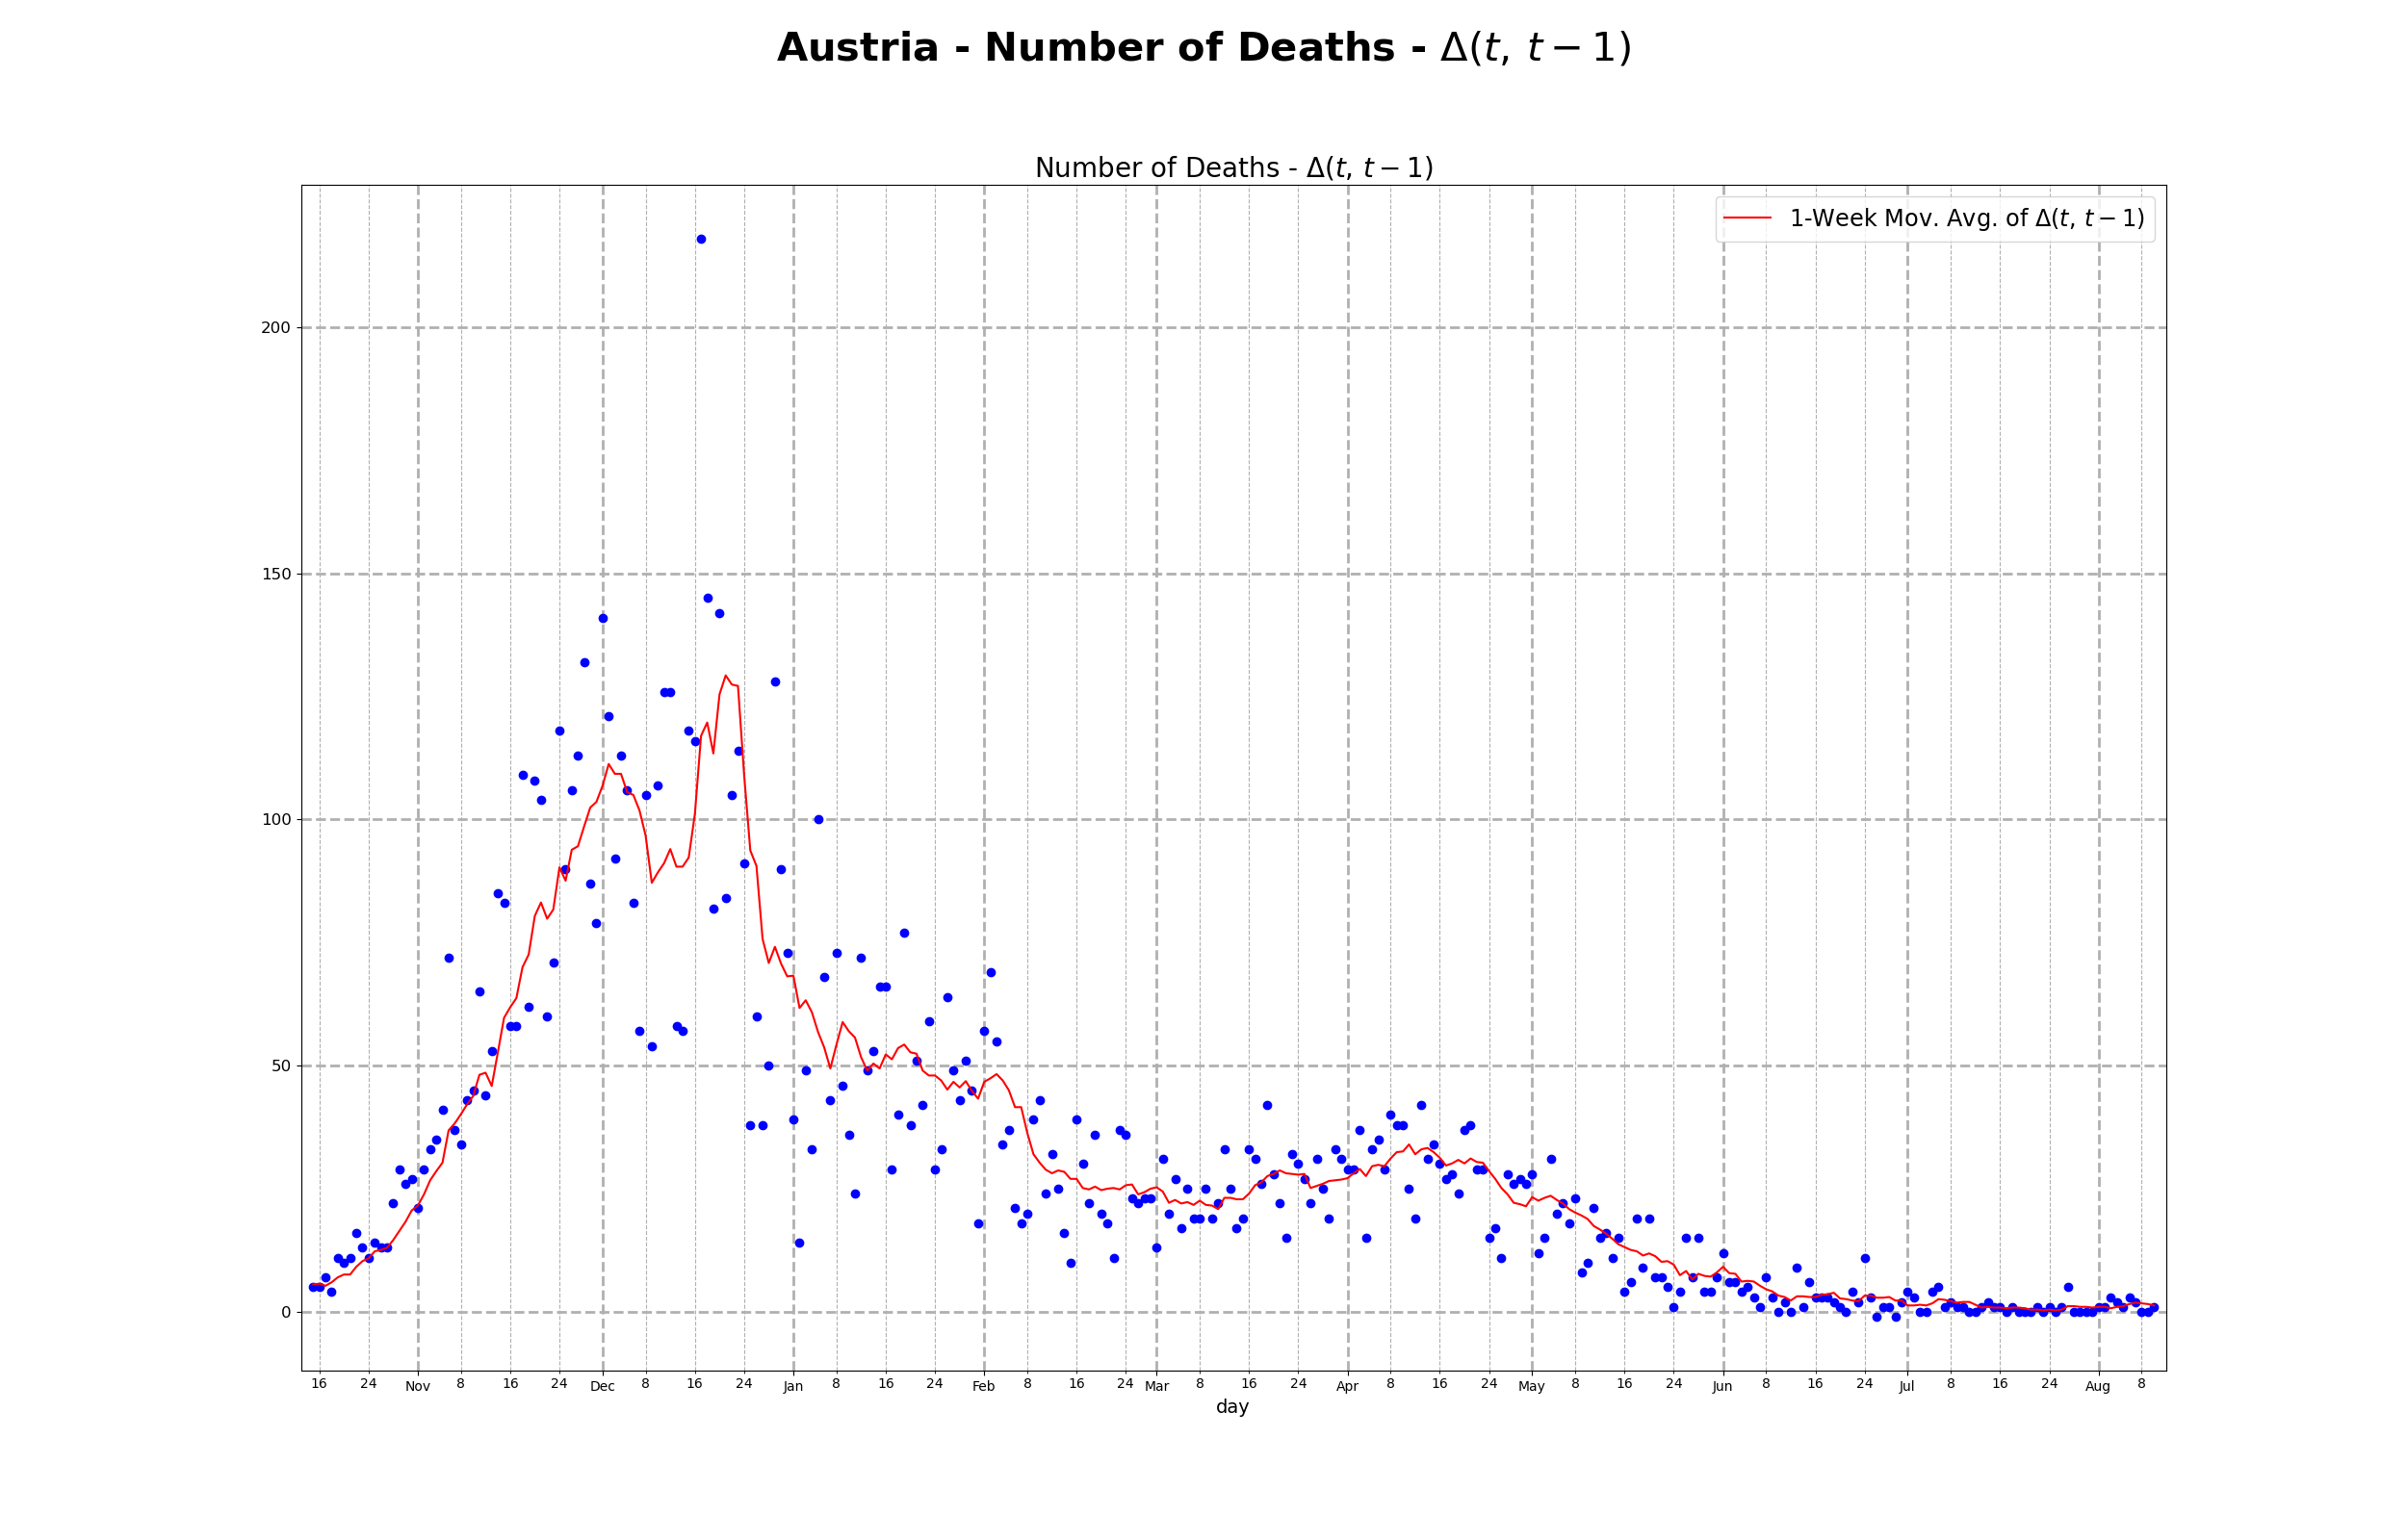 Austria - Number of Deaths - Δ(t, t − 1)
Number of Deaths - Δ(t, t − 1)
1-Week Mov. Avg. of Δ(t, t − 1)
200
150
100
50
0
16 24 Nov 8 16 24 Dec 8 16 24 Jan 8 16 24 Feb 8 16 24 Mar 8 16 24 Apr 8 16 24 May 8 16 24 Jun 8 16 24 Jul 8 16 24 Aug 8
day